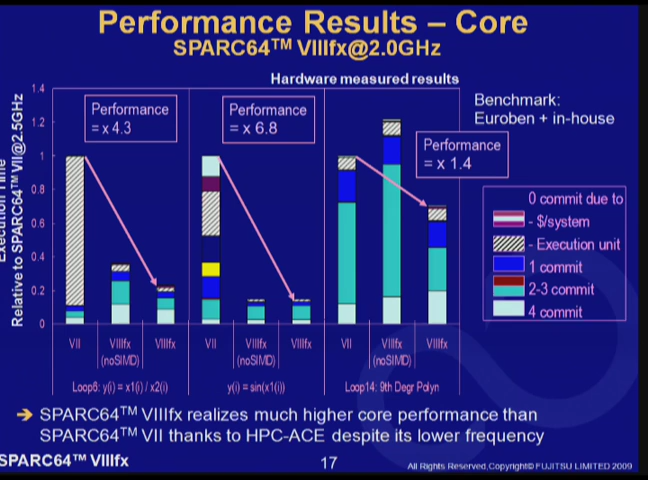 Performance Results – Core
SPARC64™ VIIIfx@2.0GHz
Hardware measured results
Execution Time
Relative to SPARC64™ VII@2.5GHz
1.4
1.2
1
0.8
0.6
0.4
0.2
0
Performance
= x 4.3
Performance
= x 6.8
Performance
= x 1.4
Benchmark:
Euroben + in-house
0 commit due to
- $/system
- Execution unit
1 commit
2-3 commit
4 commit
VII
VIIIfx
(noSIMD)
VIIIfx
VII
VIIIfx
(noSIMD)
VIIIfx
VII
VIIIfx
(noSIMD)
VIIIfx
Loop6: y(i) = x1(i) / x2(i)
y(i) = sin(x1(i))
Loop14: 9th Degr Polyn
➔ SPARC64™ VIIIfx realizes much higher core performance than
SPARC64™ VII thanks to HPC-ACE despite its lower frequency
SPARC64™ VIIIfx
17
All Rights Reserved,Copyright© FUJITSU LIMITED 2009